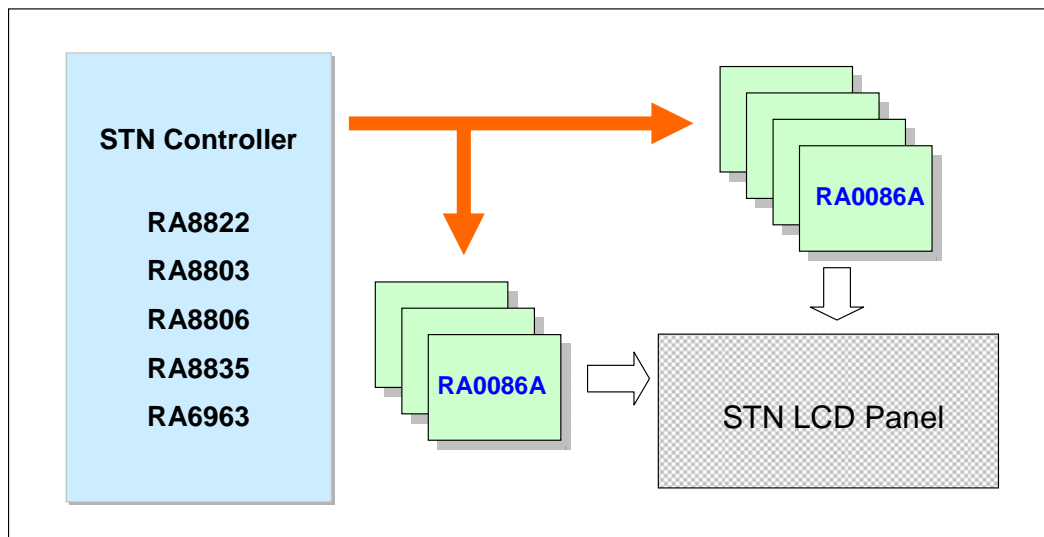 STN Controller
RA8822
RA8803
RA8806
RA8835
RA6963
RA0086A
RA0086A
STN LCD Panel